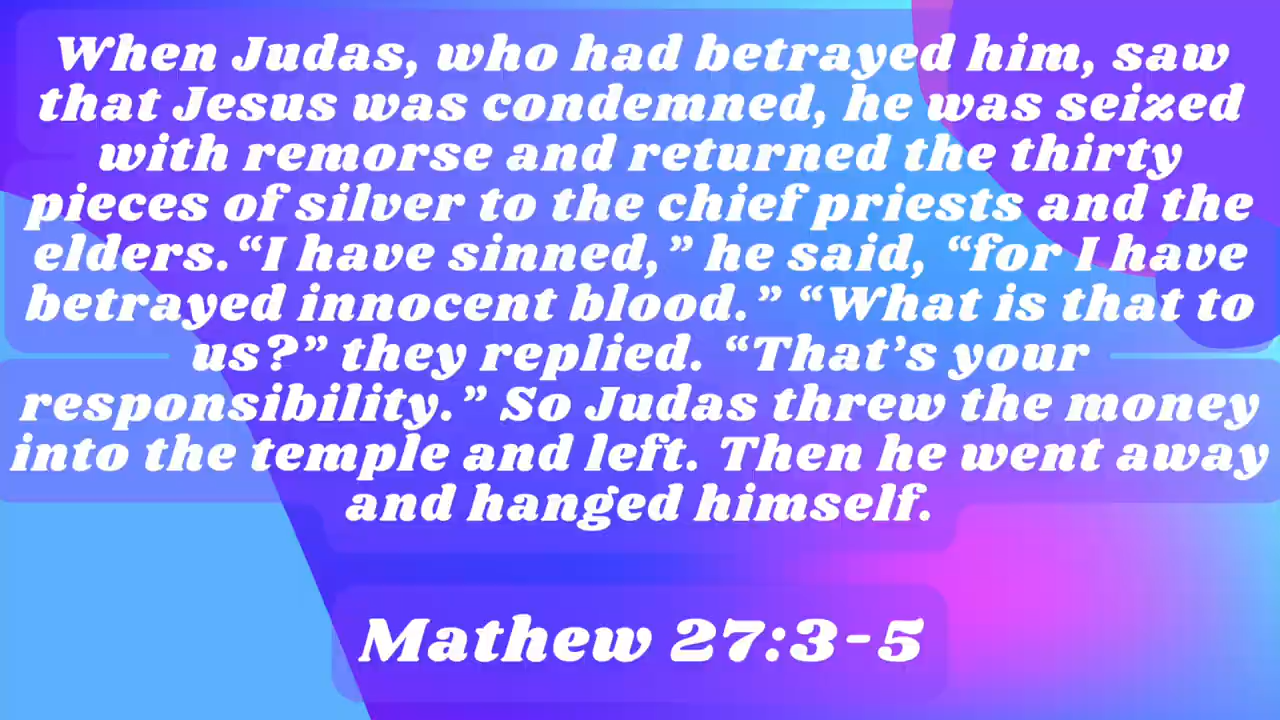 When Judas, who had betrayed him, saw
that Jesus was condemned, he was seized
with remorse and returned the thirty
pieces of silver to the chief priests and the
elders.“I have sinned,” he said, “for I have
betrayed innocent blood.” “What is that to
us?” they replied. “That’s your
responsibility.” So Judas threw the money
into the temple and left. Then he went away
and hanged himself.
Mathew 27:3-5